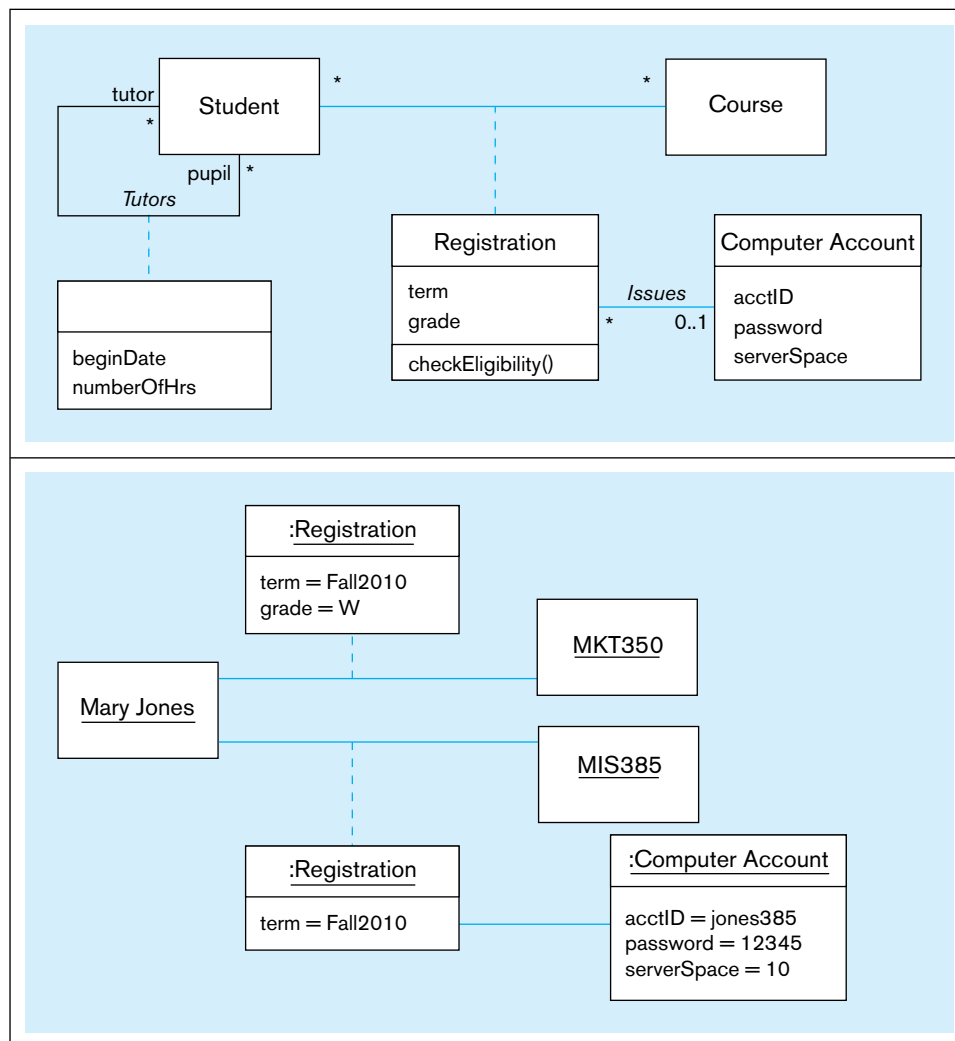 Student
Course
tutor
*
*
*
pupil
*
Tutors
beginDate
numberOfHrs
Registration
term
grade
checkEligibility()
Issues
*
0..1
Computer Account
acctID
password
serverSpace
:Registration
term = Fall2010
grade = W
MKT350
Mary Jones
MIS385
:Registration
term = Fall2010
:Computer Account
acctID = jones385
password = 12345
serverSpace = 10